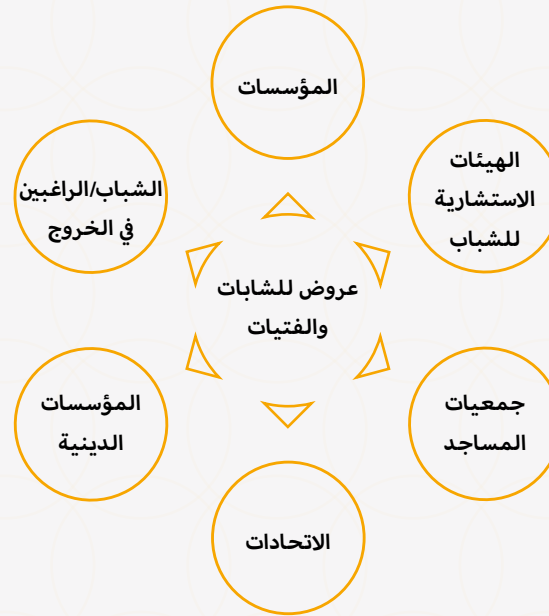 المؤسسات
الهيئات
الاستشارية
للشباب
الشباب/الراغبين
في الخروج
عروض للشابات
والفتيات
جمعيات
المساجد
المؤسسات
الدينية
الاتحادات